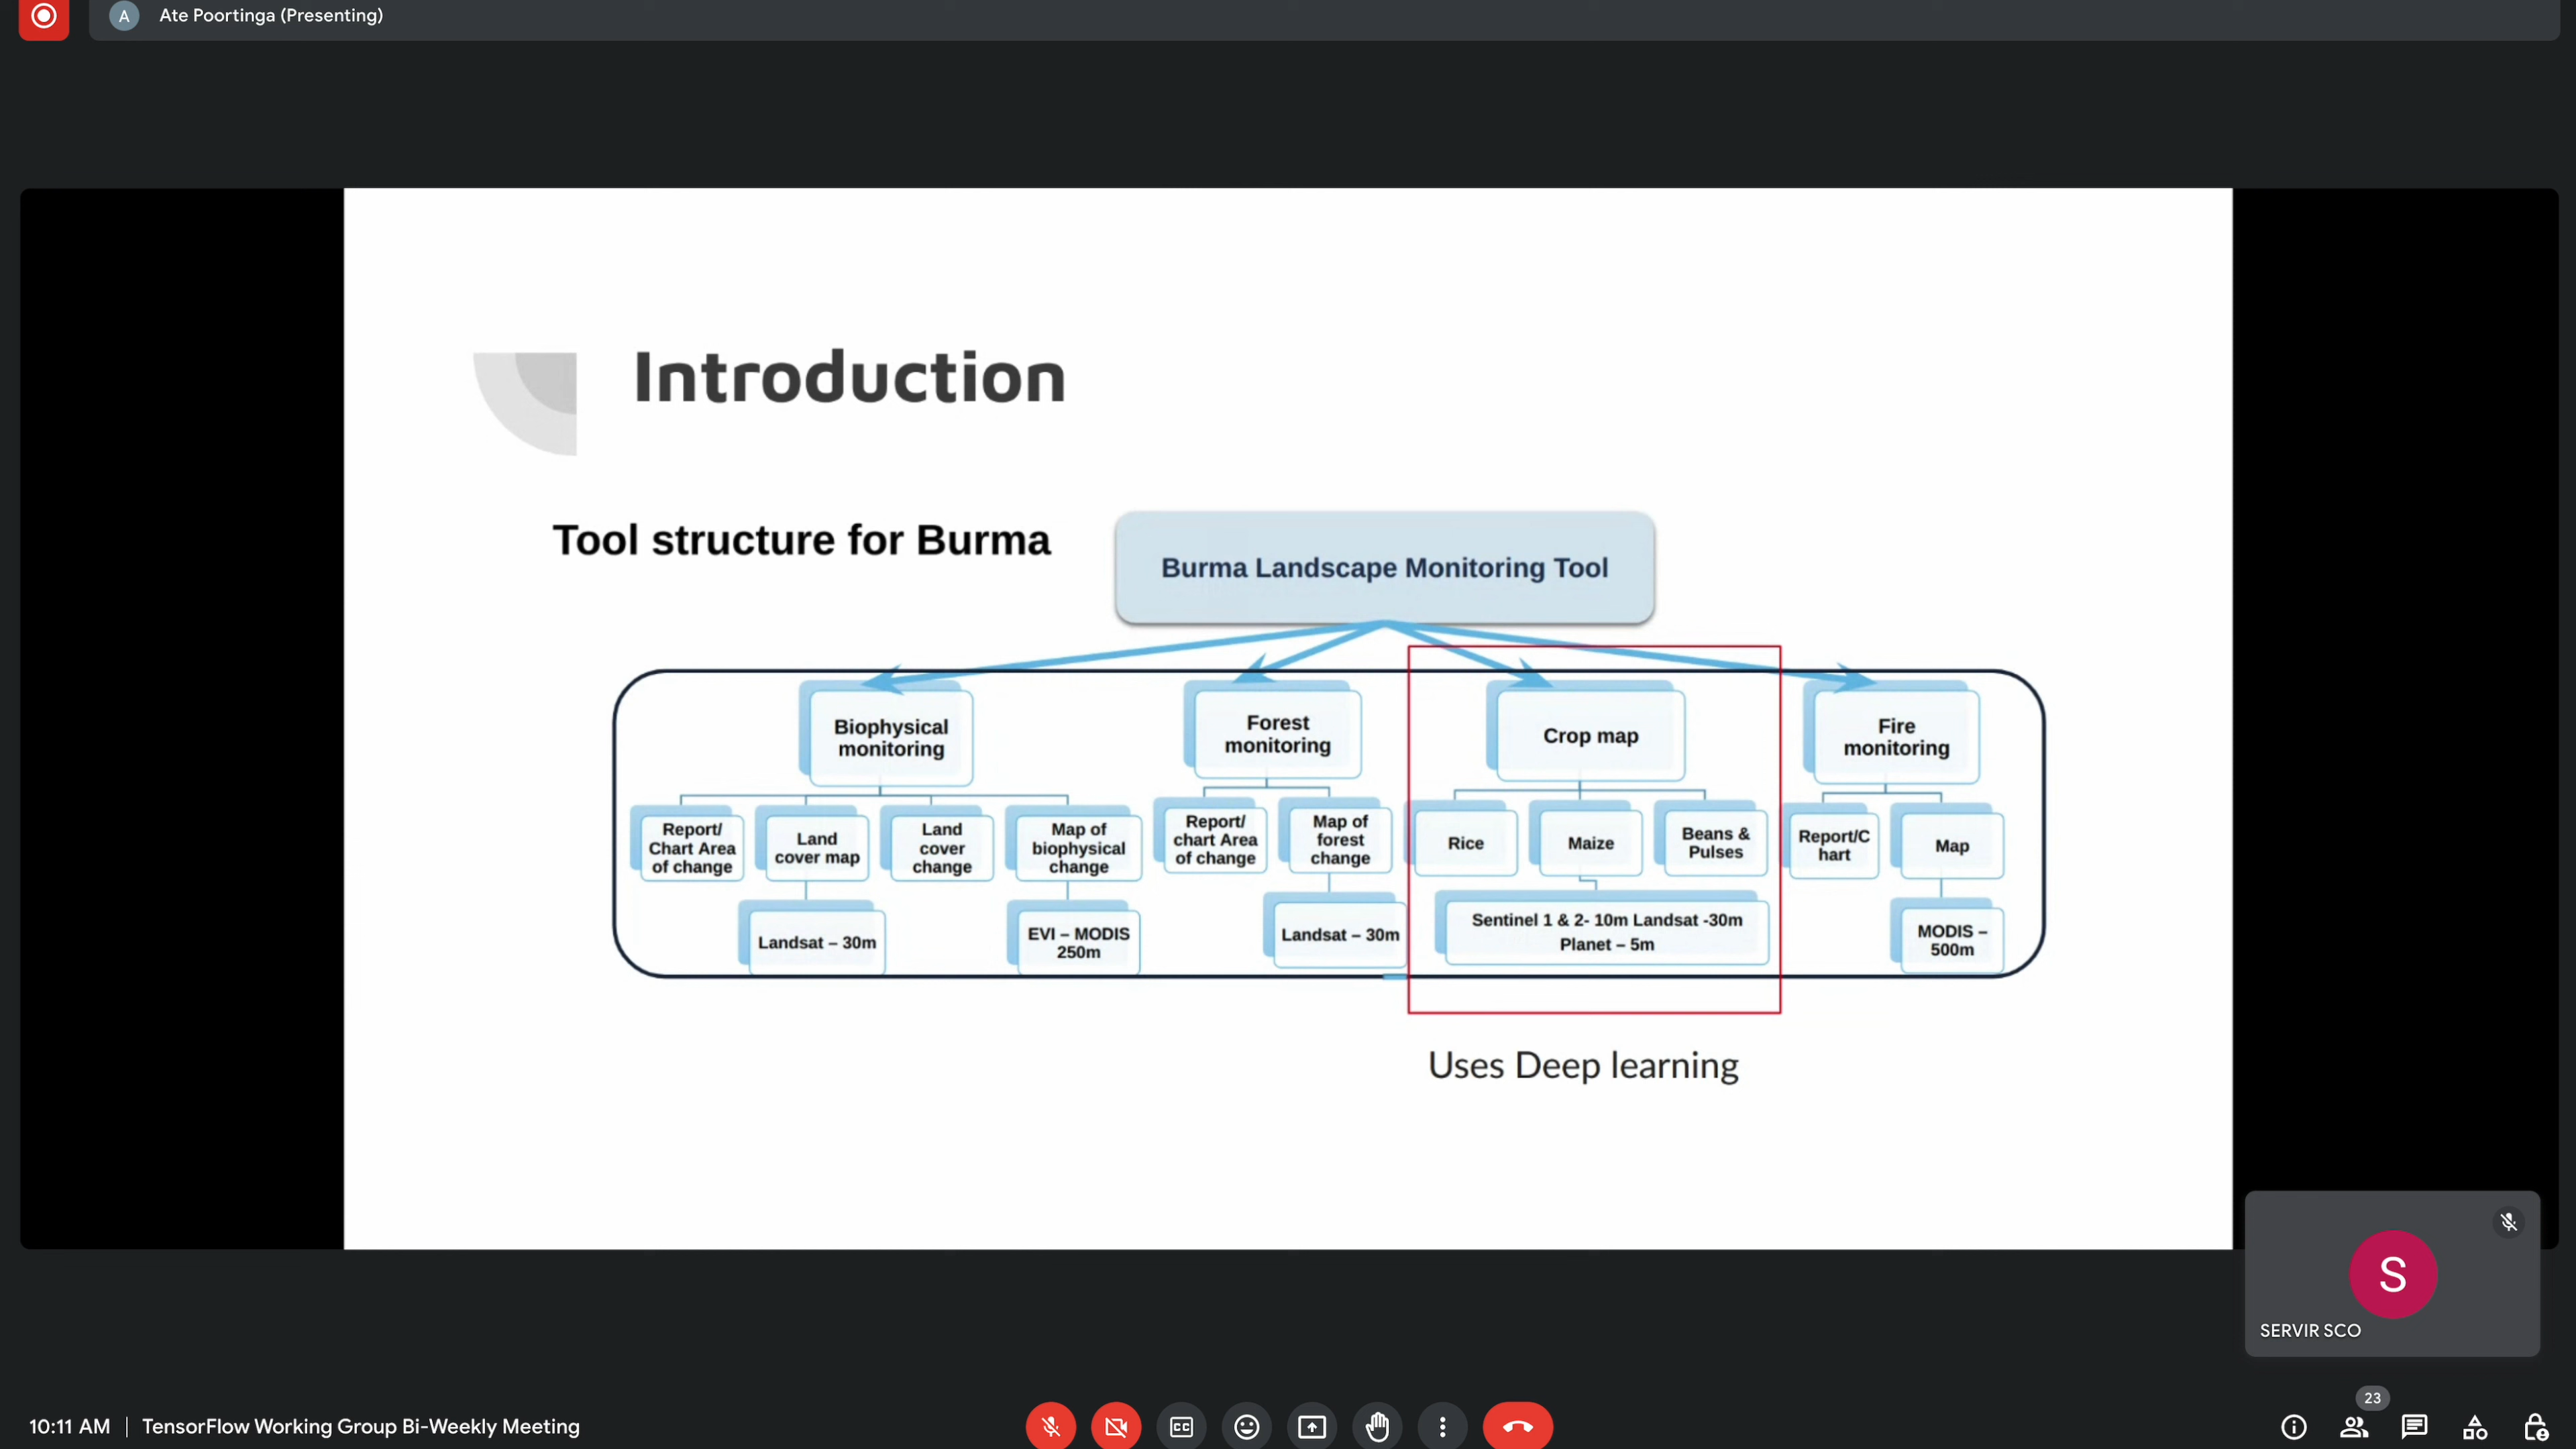 A
Ate Poortinga (Presenting)
Introduction
Tool structure for Burma
Burma Landscape Monitoring Tool
Biophysical
monitoring
Report/
Chart Area
of change
Land
cover map
Land
cover
change
Map of
biophysical
change
Landsat – 30m
EVI – MODIS
250m
Forest
monitoring
Report/
chart Area
of change
Map of
forest
change
Landsat – 30m
Crop map
Rice
Maize
Beans &
Pulses
Sentinel 1 & 2- 10m Landsat -30m
Planet – 5m
Fire
monitoring
Report/C
hart
Map
MODIS –
500m
Uses Deep learning
S
SERVIR SCO
10:11 AM | TensorFlow Working Group Bi-Weekly Meeting
CC
23